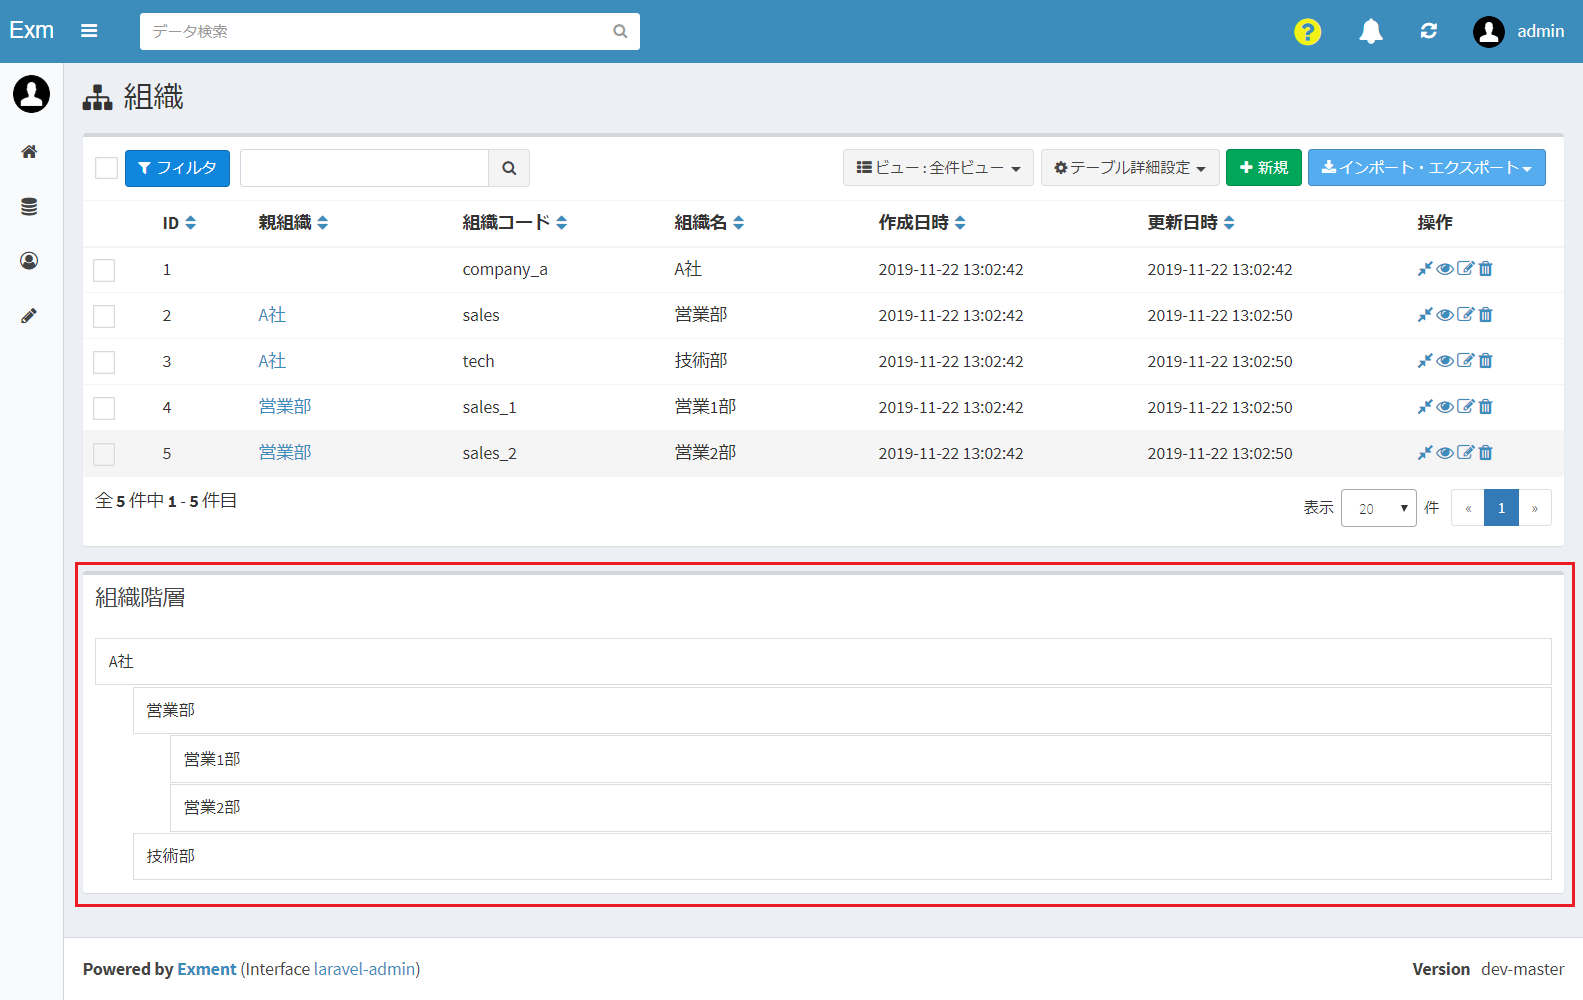 Exm データ検索 ? admin
組織
フィルタ ビュー : 全件ビュー テーブル詳細設定 新規 インポート・エクスポート
ID 親組織 組織コード 組織名 作成日時 更新日時 操作
1 company_a A社 2019-11-22 13:02:42 2019-11-22 13:02:42
2 A社 sales 営業部 2019-11-22 13:02:42 2019-11-22 13:02:50
3 A社 tech 技術部 2019-11-22 13:02:42 2019-11-22 13:02:50
4 営業部 sales_1 営業1部 2019-11-22 13:02:42 2019-11-22 13:02:50
5 営業部 sales_2 営業2部 2019-11-22 13:02:42 2019-11-22 13:02:50
全 5 件中 1 - 5 件目 表示 20 件 « 1 »
組織階層
A社
営業部
営業1部
営業2部
技術部
Powered by Exment (Interface laravel-admin) Version dev-master